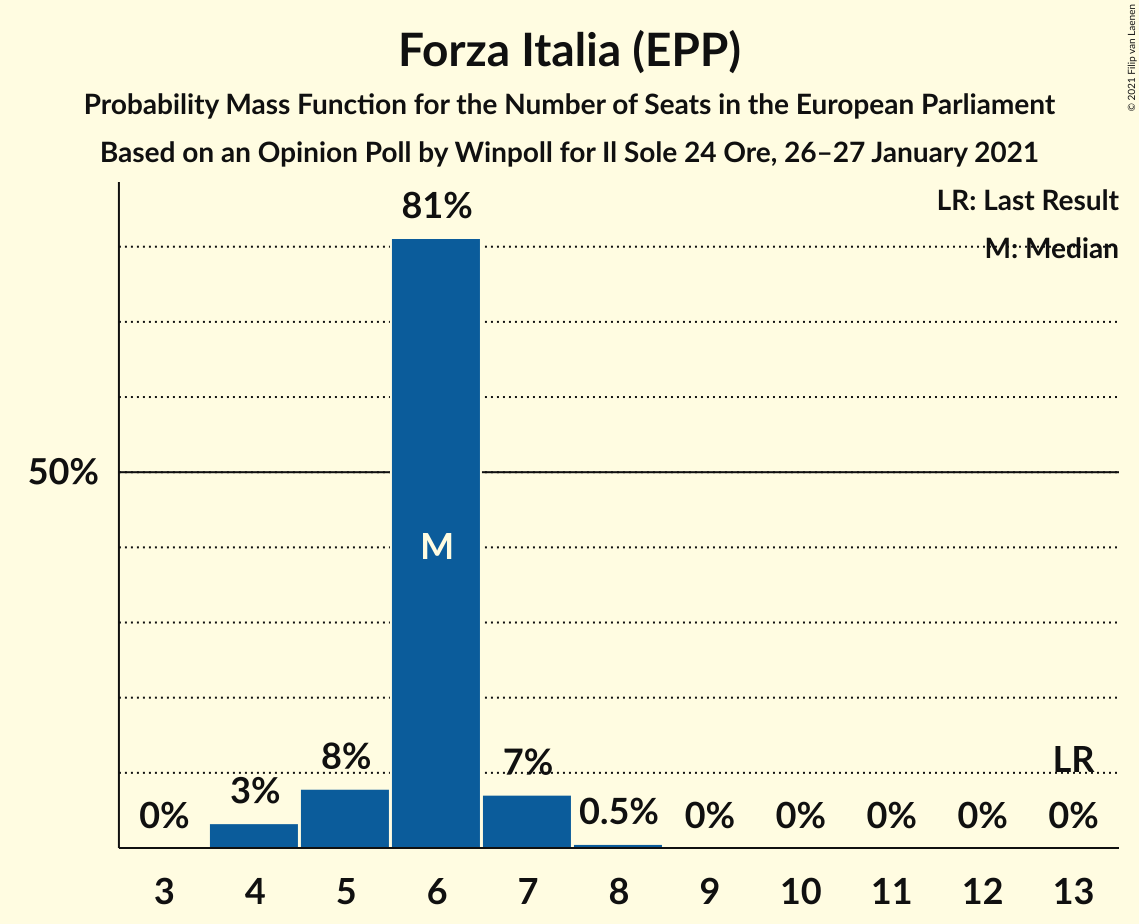 Forza Italia (EPP)
Probability Mass Function for the Number of Seats in the European Parliament
Based on an Opinion Poll by Winpoll for Il Sole 24 Ore, 26–27 January 2021
© 2021 Filip van Laenen
LR: Last Result
M: Median
81%
50%
M
8%
7%
LR
3%
0%
0.5%
0%
0%
0%
0%
0%
3 4 5 6 7 8 9 10 11 12 13